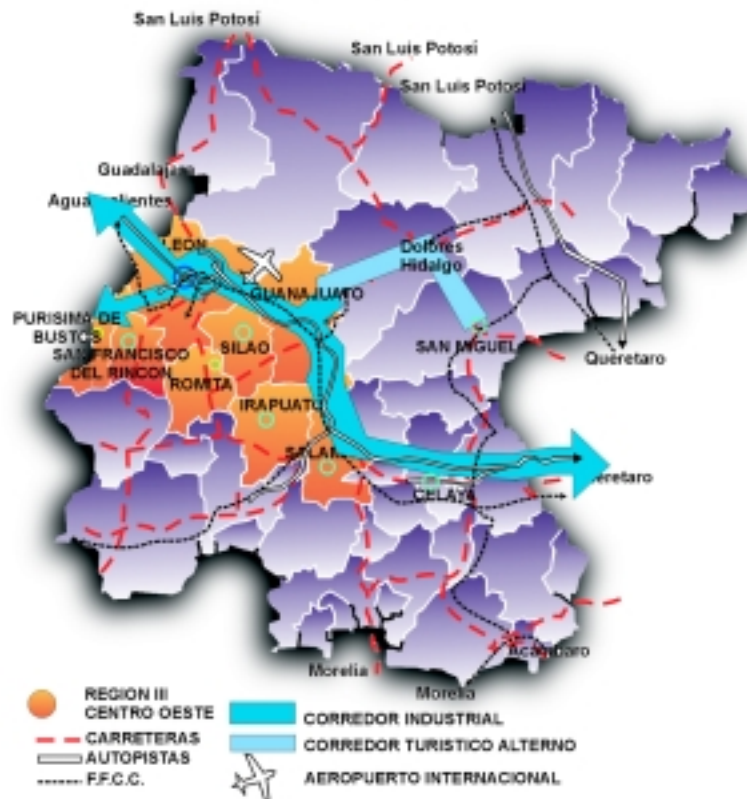 San Luis Potosí
San Luis Potosí
San Luis Potosí
Guadalajara
Aguascalientes
LEON
Dolores
Hidalgo
GUANAJUATO
PURISIMA DE
BUSTOS
SAN FRANCISCO
DEL RINCON
SILAO
SAN MIGUEL
Queretaro
ROMITA
IRAPUATO
SALAMANCA
Queretaro
CELAYA
Acámbaro
Morelia
Morelia
REGION III
CENTRO OESTE
CARRETERAS
AUTOPISTAS
F.F.C.C.
CORREDOR INDUSTRIAL
CORREDOR TURISTICO ALTERNO
AEROPUERTO INTERNACIONAL